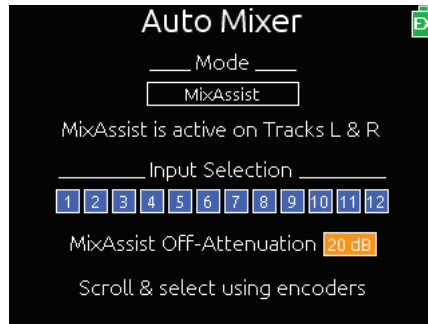 Auto Mixer
EX
Mode
MixAssist
MixAssist is active on Tracks L & R
Input Selection
1 2 3 4 5 6 7 8 9 10 11 12
MixAssist Off-Attenuation 20 dB
Scroll & select using encoders